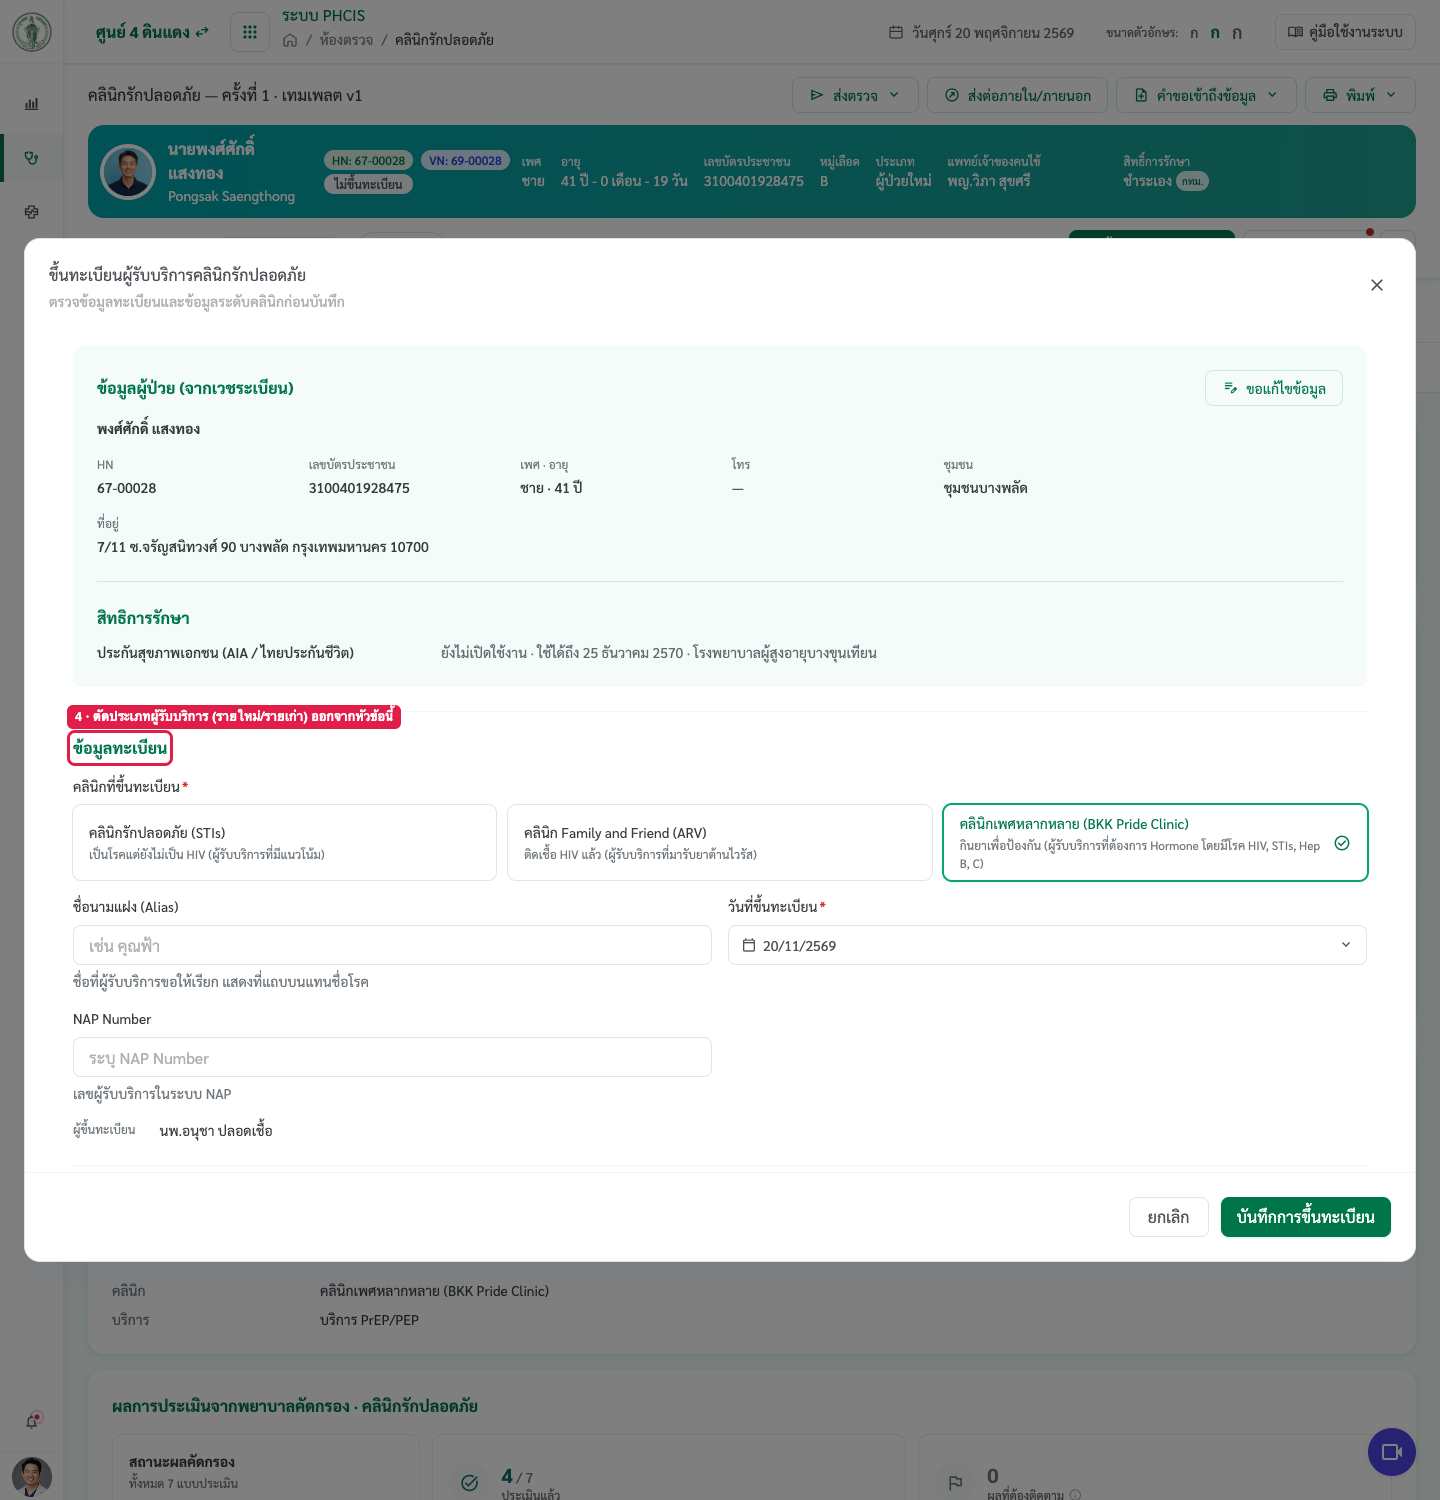 ศูนย์ 4 ดินแดง
ระบบ PHCIS
/ ห้องตรวจ / คลินิกรักปลอดภัย
วันศุกร์ 20 พฤศจิกายน 2569
ขนาดตัวอักษร: ก ก ก
คู่มือใช้งานระบบ
คลินิกรักปลอดภัย — ครั้งที่ 1 · เทมเพลต v1
ส่งตรวจ
ส่งต่อภายใน/ภายนอก
คำขอเข้าถึงข้อมูล
พิมพ์
นายพงศ์ศักดิ์
แสงทอง
Pongsak Saengthong
HN: 67-00028
VN: 69-00028
ไม่ขึ้นทะเบียน
เพศ
ชาย
อายุ
41 ปี - 0 เดือน - 19 วัน
เลขบัตรประชาชน
3100401928475
หมู่เลือด
B
ประเภท
ผู้ป่วยใหม่
แพทย์เจ้าของคนไข้
พญ.วิภา สุขศรี
สิทธิ์การรักษา
ชำระเอง กทม.
ขึ้นทะเบียนผู้รับบริการคลินิกรักปลอดภัย
ตรวจข้อมูลทะเบียนและข้อมูลระดับคลินิกก่อนบันทึก
ข้อมูลผู้ป่วย (จากเวชระเบียน)
ขอแก้ไขข้อมูล
พงศ์ศักดิ์ แสงทอง
HN
67-00028
เลขบัตรประชาชน
3100401928475
เพศ · อายุ
ชาย · 41 ปี
โทร
—
ชุมชน
ชุมชนบางพลัด
ที่อยู่
7/11 ซ.จรัญสนิทวงศ์ 90 บางพลัด กรุงเทพมหานคร 10700
สิทธิการรักษา
ประกันสุขภาพเอกชน (AIA / ไทยประกันชีวิต)
ยังไม่เปิดใช้งาน · ใช้ได้ถึง 25 ธันวาคม 2570 · โรงพยาบาลผู้สูงอายุบางขุนเทียน
4 · ตัดประเภทผู้รับบริการ (รายใหม่/รายเก่า) ออกจากหัวข้อนี้
ข้อมูลทะเบียน
คลินิกที่ขึ้นทะเบียน *
คลินิกรักปลอดภัย (STIs)
เป็นโรคแต่ยังไม่เป็น HIV (ผู้รับบริการที่มีแนวโน้ม)
คลินิก Family and Friend (ARV)
ติดเชื้อ HIV แล้ว (ผู้รับบริการที่มารับยาต้านไวรัส)
คลินิกเพศหลากหลาย (BKK Pride Clinic)
กินยาเพื่อป้องกัน (ผู้รับบริการที่ต้องการ Hormone โดยมีโรค HIV, STIs, Hep
B, C)
ชื่อนามแฝง (Alias)
เช่น คุณฟ้า
ชื่อที่ผู้รับบริการขอให้เรียก แสดงที่แถบบนแทนชื่อโรค
วันที่ขึ้นทะเบียน *
20/11/2569
NAP Number
ระบุ NAP Number
เลขผู้รับบริการในระบบ NAP
ผู้ขึ้นทะเบียน นพ.อนุชา ปลอดเชื้อ
ยกเลิก
บันทึกการขึ้นทะเบียน
คลินิก คลินิกเพศหลากหลาย (BKK Pride Clinic)
บริการ บริการ PrEP/PEP
ผลการประเมินจากพยาบาลคัดกรอง · คลินิกรักปลอดภัย
สถานะผลคัดกรอง
ทั้งหมด 7 แบบประเมิน
4 / 7
ประเมินแล้ว
0
ผลที่ต้องติดตาม